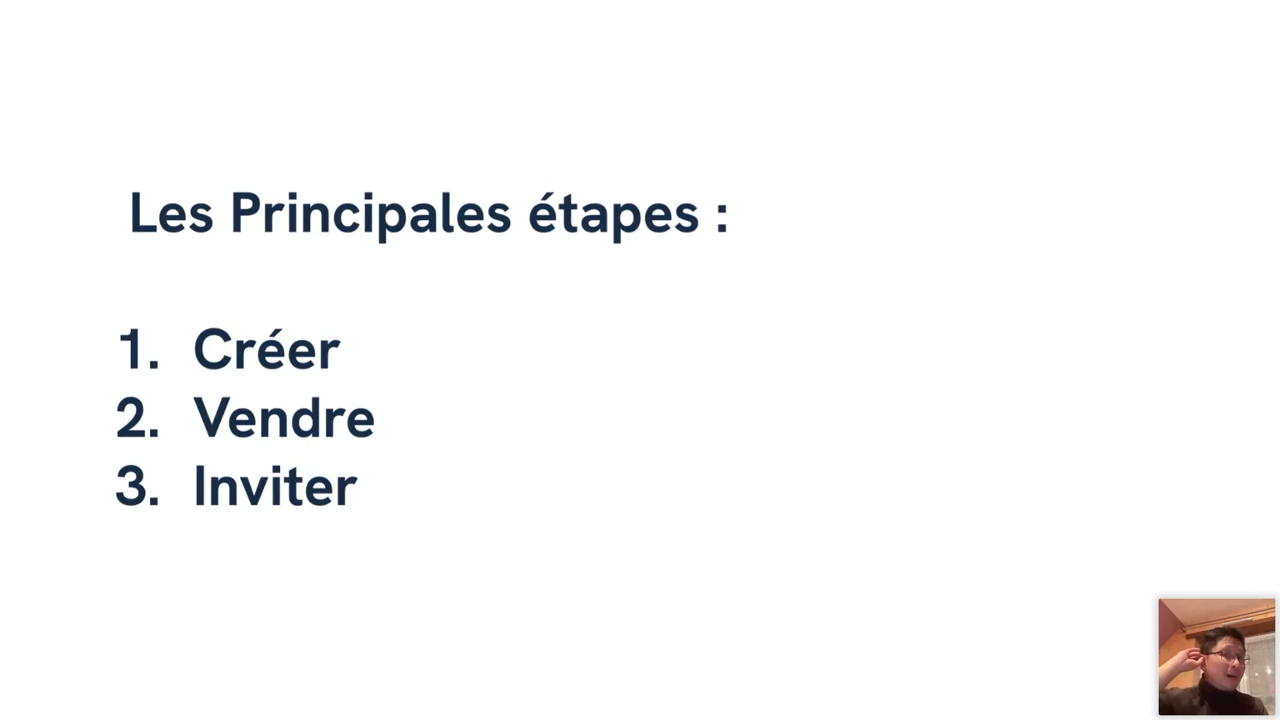 Les Principales étapes :
1. Créer
2. Vendre
3. Inviter